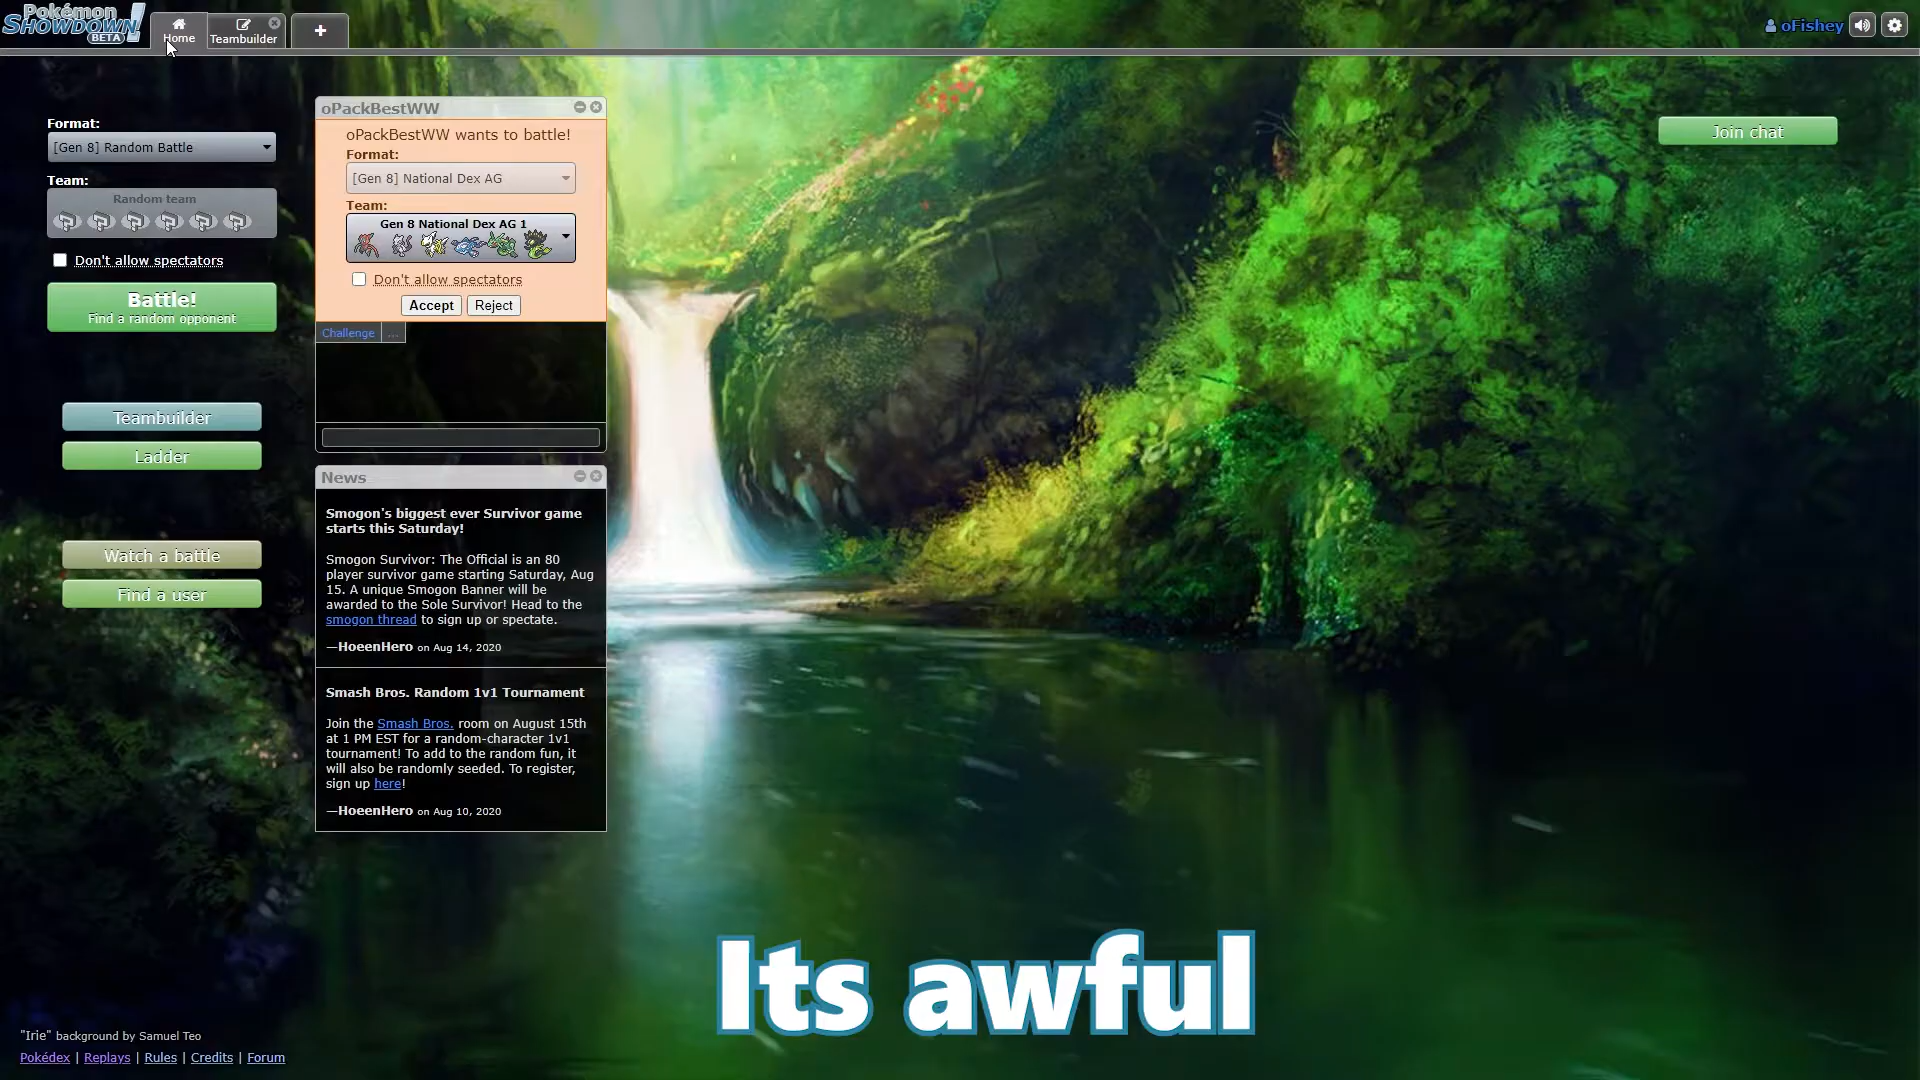 Pokémon
SHOWDOWN!
BETA
Home
Teambuilder
+
oFishey
Format:
[Gen 8] Random Battle
Team:
Random team
Don't allow spectators
Battle!
Find a random opponent
Teambuilder
Ladder
Watch a battle
Find a user
oPackBestWW
oPackBestWW wants to battle!
Format:
[Gen 8] National Dex AG
Team:
Gen 8 National Dex AG 1
Don't allow spectators
Accept Reject
Challenge ...
News
Smogon's biggest ever Survivor game
starts this Saturday!
Smogon Survivor: The Official is an 80
player survivor game starting Saturday, Aug
15. A unique Smogon Banner will be
awarded to the Sole Survivor! Head to the
smogon thread to sign up or spectate.
—HoeenHero on Aug 14, 2020
Smash Bros. Random 1v1 Tournament
Join the Smash Bros. room on August 15th
at 1 PM EST for a random-character 1v1
tournament! To add to the random fun, it
will also be randomly seeded. To register,
sign up here!
—HoeenHero on Aug 10, 2020
Join chat
Its awful
"Irie" background by Samuel Teo
Pokédex | Replays | Rules | Credits | Forum